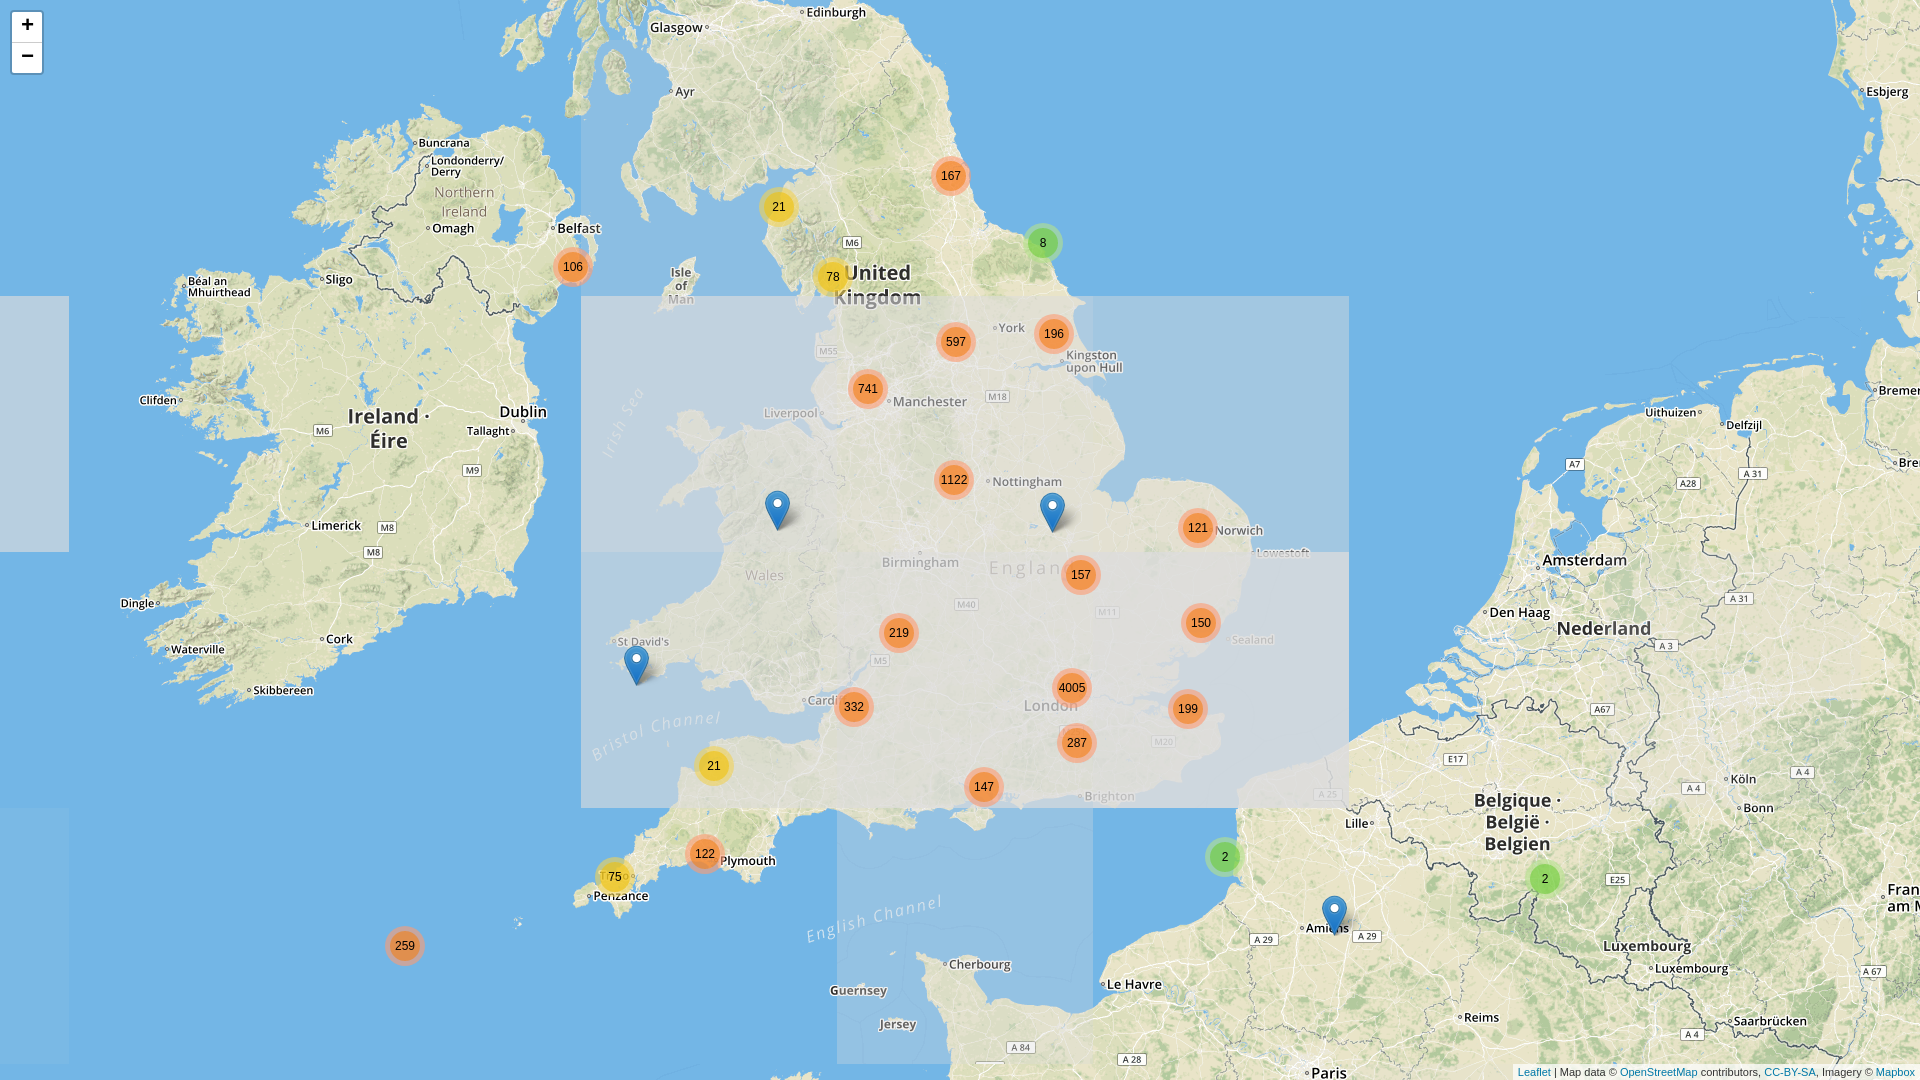 +
−
Edinburgh
Glasgow
Ayr
Esbjerg
Buncrana
Londonderry/
Derry
Northern
Ireland
Omagh
Belfast
Sligo
Béal an
Mhuirthead
Isle
of
Man
M6
United
Kingdom
167
21
8
106
78
597
196
741
York
Kingston
upon Hull
M55
M18
Manchester
Liverpool
Irish Sea
Clifden
Ireland ·
Éire
Dublin
Tallaght
M6
M9
Limerick
M8
M8
Dingle
Cork
Waterville
Skibbereen
1122
Nottingham
121
Norwich
Lowestoft
Birmingham
Wales
157
M40
M11
219
150
Sealand
St David's
M5
4005
London
332
199
287
M20
Bristol Channel
21
147
Brighton
A 25
122
Plymouth
75
Penzance
259
English Channel
Cherbourg
Guernsey
Jersey
A 84
Le Havre
A 28
A 29
A 29
Amiens
2
2
Lille
E17
Belgique ·
België ·
Belgien
E25
Luxembourg
Luxembourg
Reims
Saarbrücken
A 4
A 67
Paris
Köln
Bonn
A 4
A 4
A67
A 3
Nederland
Den Haag
Amsterdam
A 31
A28
A 31
A7
Uithuizen
Delfzijl
Leaflet | Map data © OpenStreetMap contributors, CC-BY-SA, Imagery © Mapbox